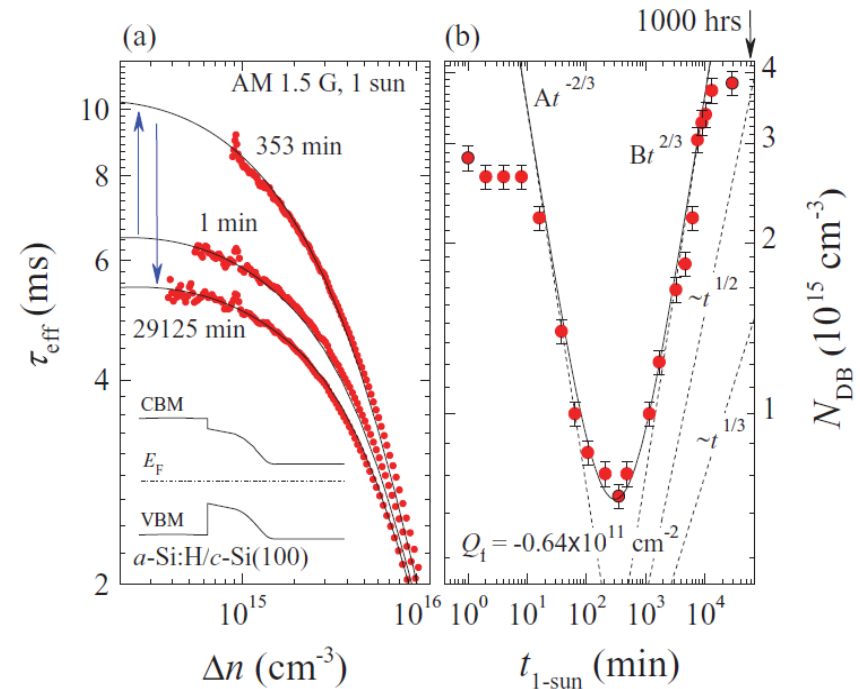 1000 hrs
(a)
(b)
AM 1.5 G, 1 sun
353 min
1 min
29125 min
CBM
E_F
VBM
a-Si:H/c-Si(100)
10
8
6
4
2
τ_eff (ms)
10^15
10^16
Δn (cm^-3)
At^-2/3
Bt^2/3
~t^1/2
~t^1/3
Q_f = -0.64x10^11 cm^-2
4
3
2
1
N_DB (10^15 cm^-3)
10^0
10^1
10^2
10^3
10^4
t_1-sun (min)